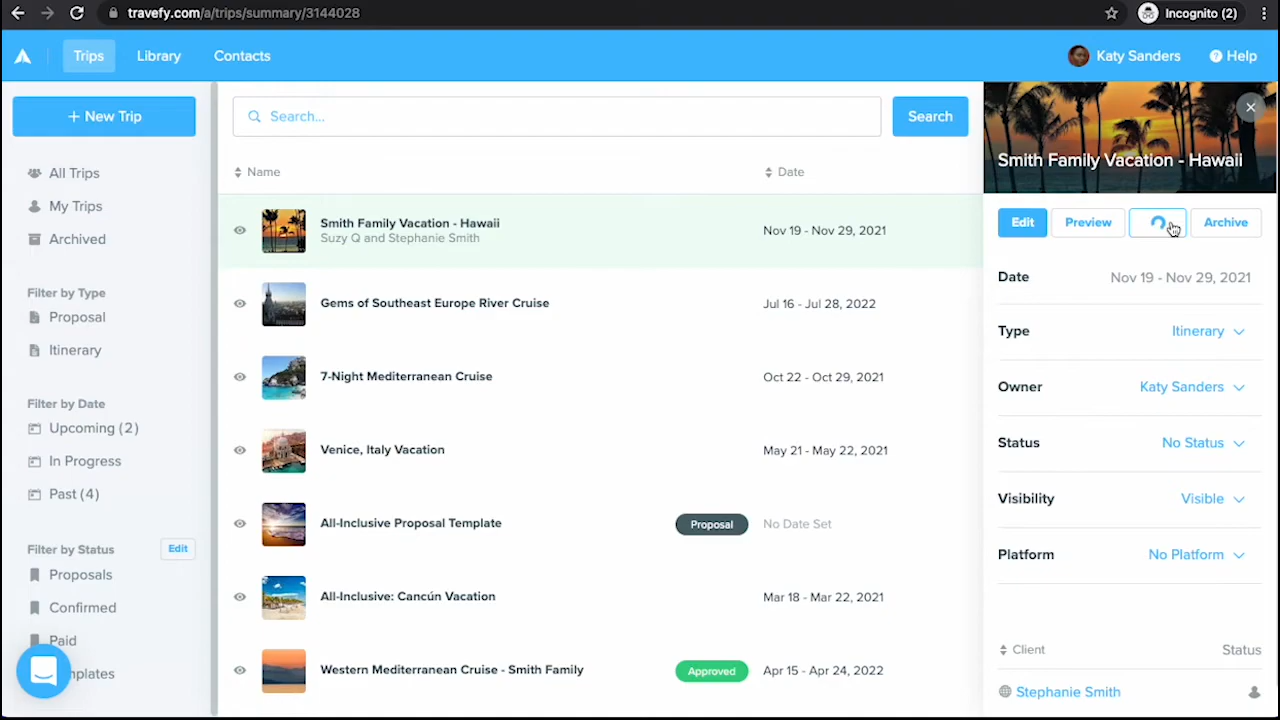 travefy.com/a/trips/summary/3144028
Incognito (2)
Trips
Library
Contacts
Katy Sanders
Help
+ New Trip
All Trips
My Trips
Archived
Filter by Type
Proposal
Itinerary
Filter by Date
Upcoming (2)
In Progress
Past (4)
Filter by Status
Edit
Proposals
Confirmed
Paid
mplates
Search...
Search
Name
Date
Smith Family Vacation - Hawaii
Suzy Q and Stephanie Smith
Nov 19 - Nov 29, 2021
Gems of Southeast Europe River Cruise
Jul 16 - Jul 28, 2022
7-Night Mediterranean Cruise
Oct 22 - Oct 29, 2021
Venice, Italy Vacation
May 21 - May 22, 2021
All-Inclusive Proposal Template
Proposal
No Date Set
All-Inclusive: Cancún Vacation
Mar 18 - Mar 22, 2021
Western Mediterranean Cruise - Smith Family
Approved
Apr 15 - Apr 24, 2022
Smith Family Vacation - Hawaii
Edit
Preview
Archive
Date
Nov 19 - Nov 29, 2021
Type
Itinerary
Owner
Katy Sanders
Status
No Status
Visibility
Visible
Platform
No Platform
Client
Status
Stephanie Smith